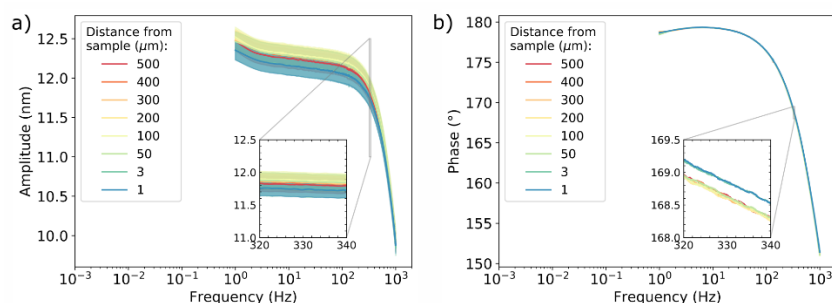 a)
Distance from
sample (μm):
500
400
300
200
100
50
3
1
12.5
12.0
11.5
11.0
10.5
10.0
Amplitude (nm)
12.5
12.0
11.5
11.0
320 330 340
10⁻³ 10⁻² 10⁻¹ 10⁰ 10¹ 10² 10³
Frequency (Hz)
b)
Distance from
sample (μm):
500
400
300
200
100
50
3
1
180
175
170
165
160
155
150
Phase (°)
169.5
169.0
168.5
168.0
320 330 340
10⁻³ 10⁻² 10⁻¹ 10⁰ 10¹ 10² 10³
Frequency (Hz)